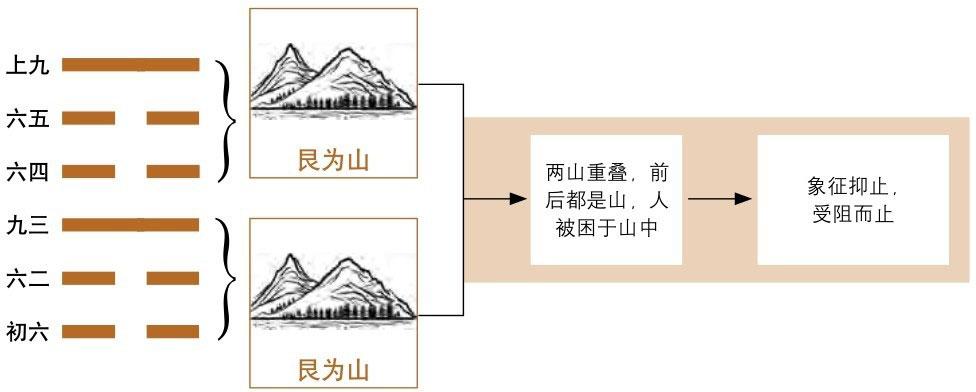 上九
六五
六四
九三
六二
初六
艮为山
艮为山
两山重叠，前
后都是山，人
被困于山中
象征抑止，
受阻而止